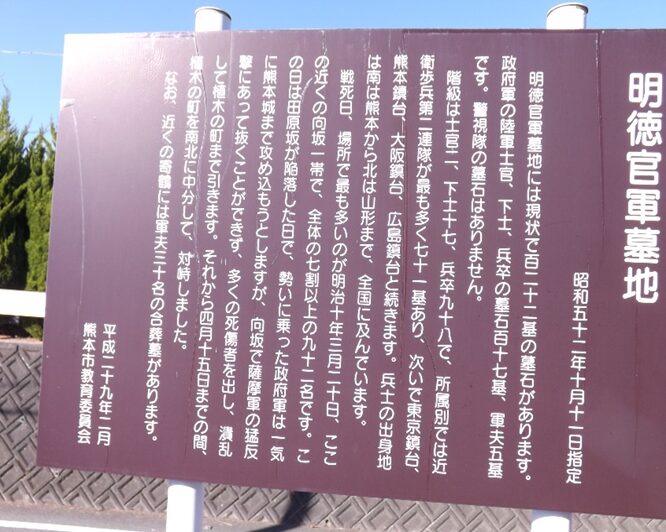 明徳官軍墓地
昭和五十二年十月十一日指定
明徳官軍墓地には現状で百二十二基の墓石があります。
政府軍の陸軍士官、下士、兵卒の墓石百十七基、軍夫五基
です。警視隊の墓石はありません。
階級は士官二、下士十七、兵卒九十八で、所属別では近
衛歩兵第二連隊が最も多く七十一基あり、次いで東京鎮台、
熊本鎮台、大阪鎮台、広島鎮台と続きます。兵士の出身地
は南は熊本から北は山形まで、全国に及んでいます。
戦死日、場所で最も多いのが明治十年三月二十日、ここ
の近くの向坂一帯で、全体の七割以上の九十二名です。こ
の日は田原坂が陥落した日で、勢いに乗った政府軍は一気
に熊本城まで攻め込もうとしますが、向坂で薩摩軍の猛反
撃にあって抜くことができず、多くの死傷者を出し、潰乱
して植木の町まで引きます。それから四月十五日までの間、
植木の町を南北に中分して、対峙しました。
なお、近くの寄鶴には軍夫三十名の合葬墓があります。
平成二十九年二月
熊本市教育委員会